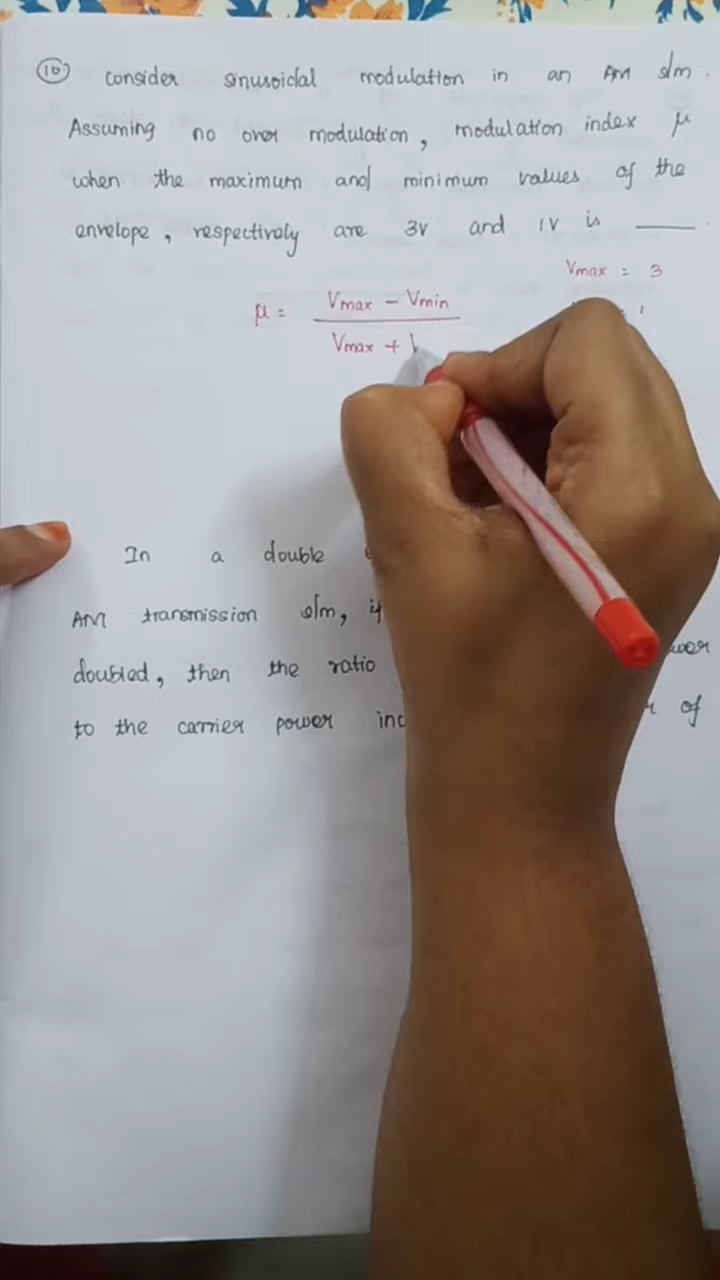 10 consider sinusoidal modulation in an AM s/m.
Assuming no over modulation, modulation index μ
when the maximum and minimum values of the
envelope, respectively are 3V and 1V is ____.
Vmax = 3
μ = Vmax - Vmin
Vmax +
In a double
AM transmission s/m, if
doubled, then the ratio
to the carrier power inc of